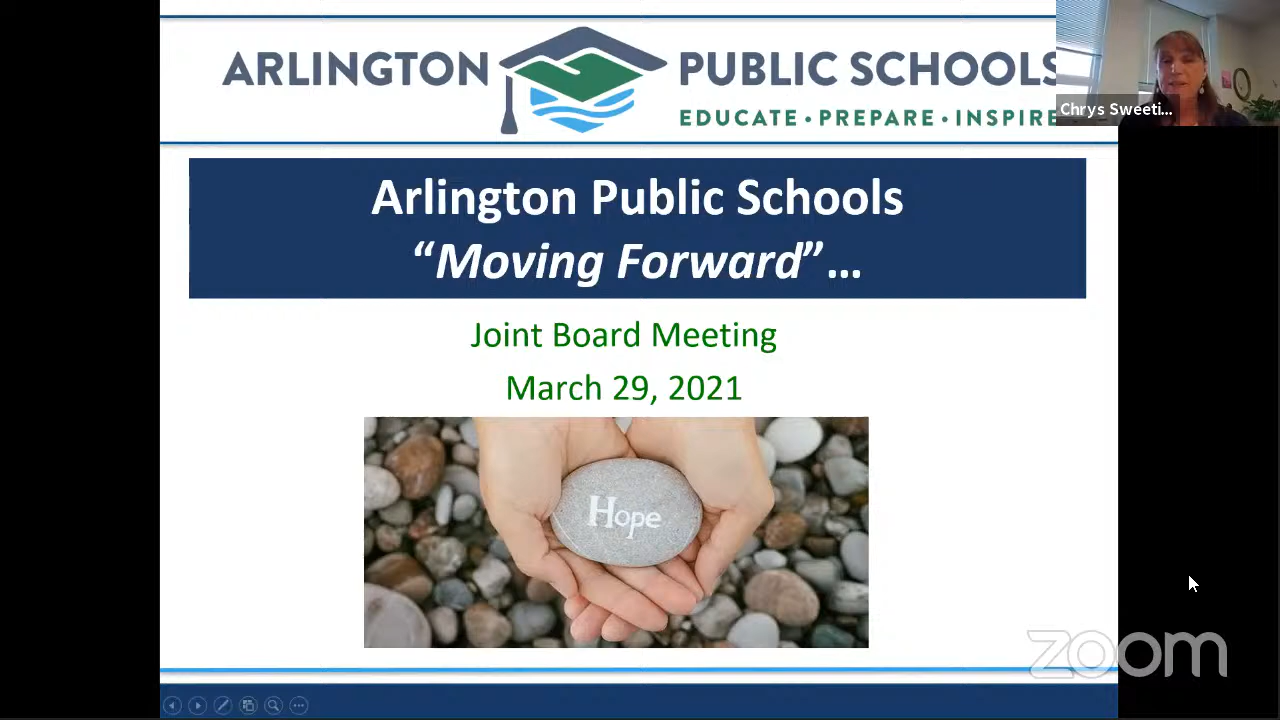 ARLINGTON PUBLIC SCHOOLS
EDUCATE • PREPARE • INSPIRE
Chrys Sweeti...
Arlington Public Schools
“Moving Forward”...
Joint Board Meeting
March 29, 2021
Hope
zoom